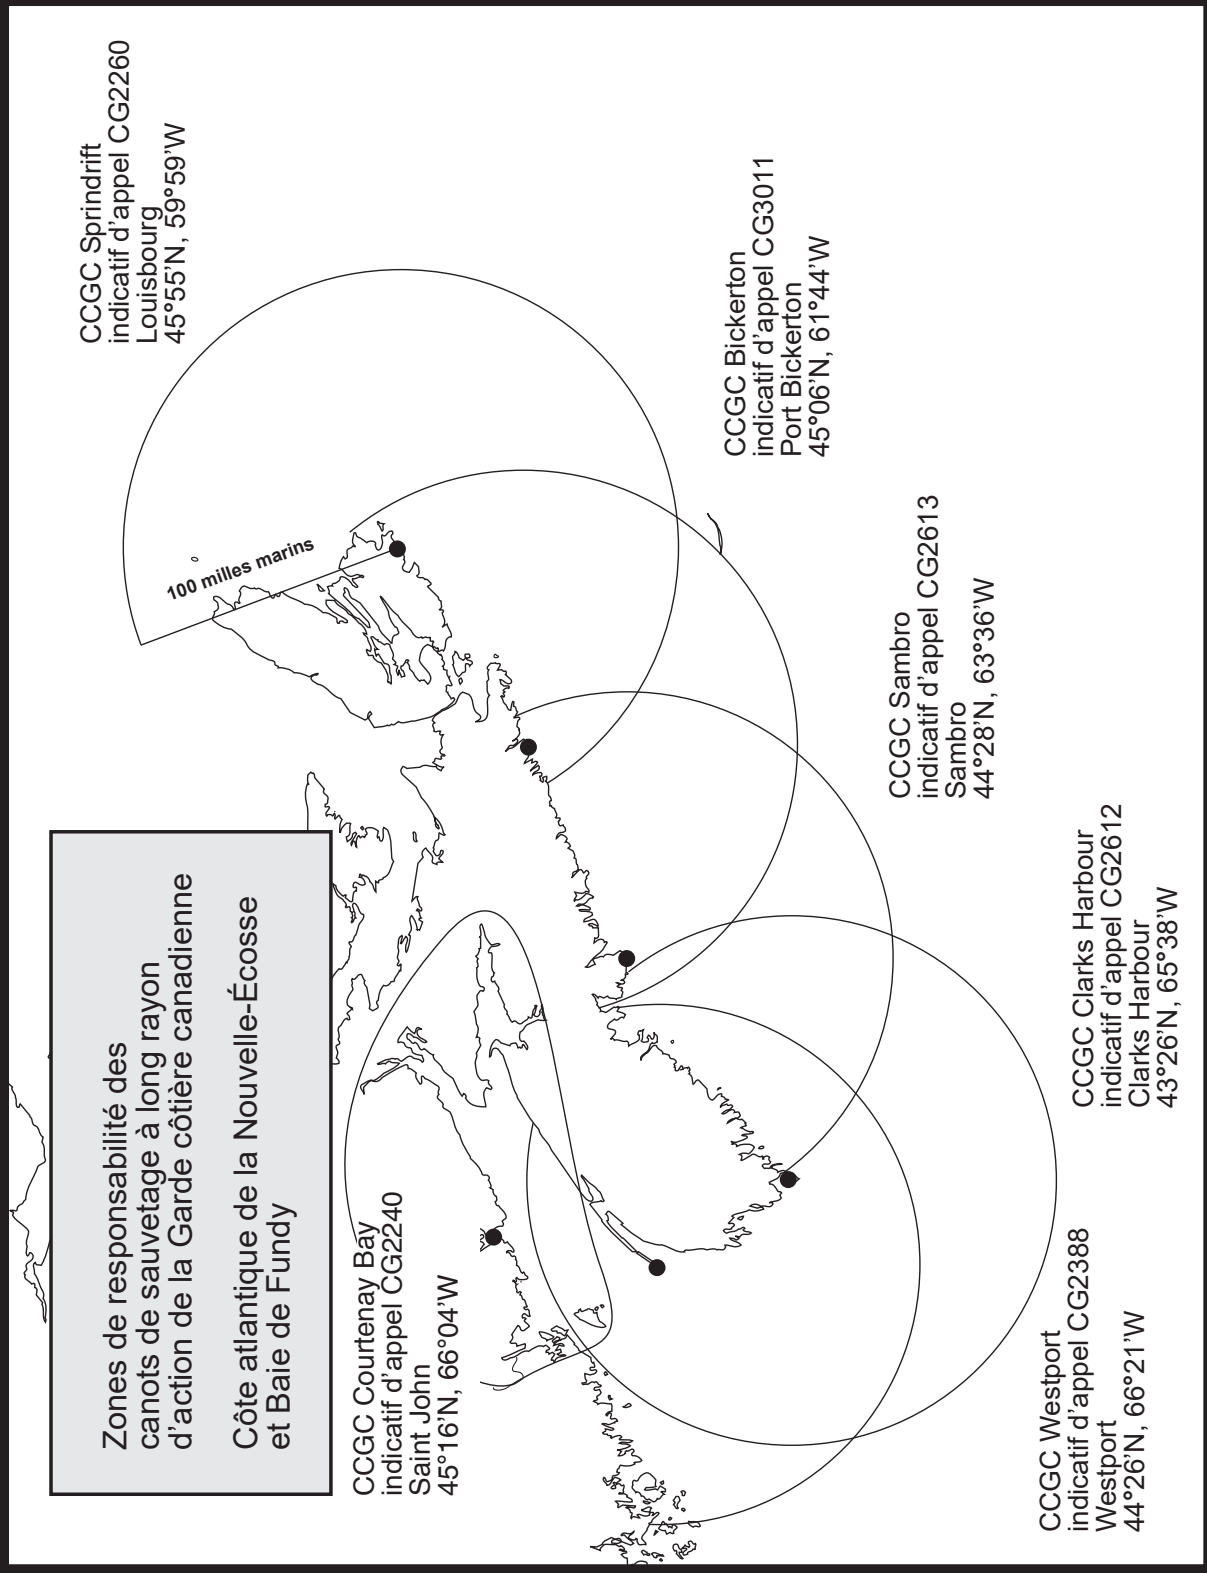 Zones de responsabilité des
canots de sauvetage à long rayon
d'action de la Garde côtière canadienne
Côte atlantique de la Nouvelle-Écosse
et Baie de Fundy
CCGC Sprindrift
indicatif d'appel CG2260
Louisbourg
45°55'N, 59°59'W
100 milles marins
CCGC Bickerton
indicatif d'appel CG3011
Port Bickerton
45°06'N, 61°44'W
CCGC Sambro
indicatif d'appel CG2613
Sambro
44°28'N, 63°36'W
CCGC Clarks Harbour
indicatif d'appel CG2612
Clarks Harbour
43°26'N, 65°38'W
CCGC Courtenay Bay
indicatif d'appel CG2240
Saint John
45°16'N, 66°04'W
CCGC Westport
indicatif d'appel CG2388
Westport
44°26'N, 66°21'W